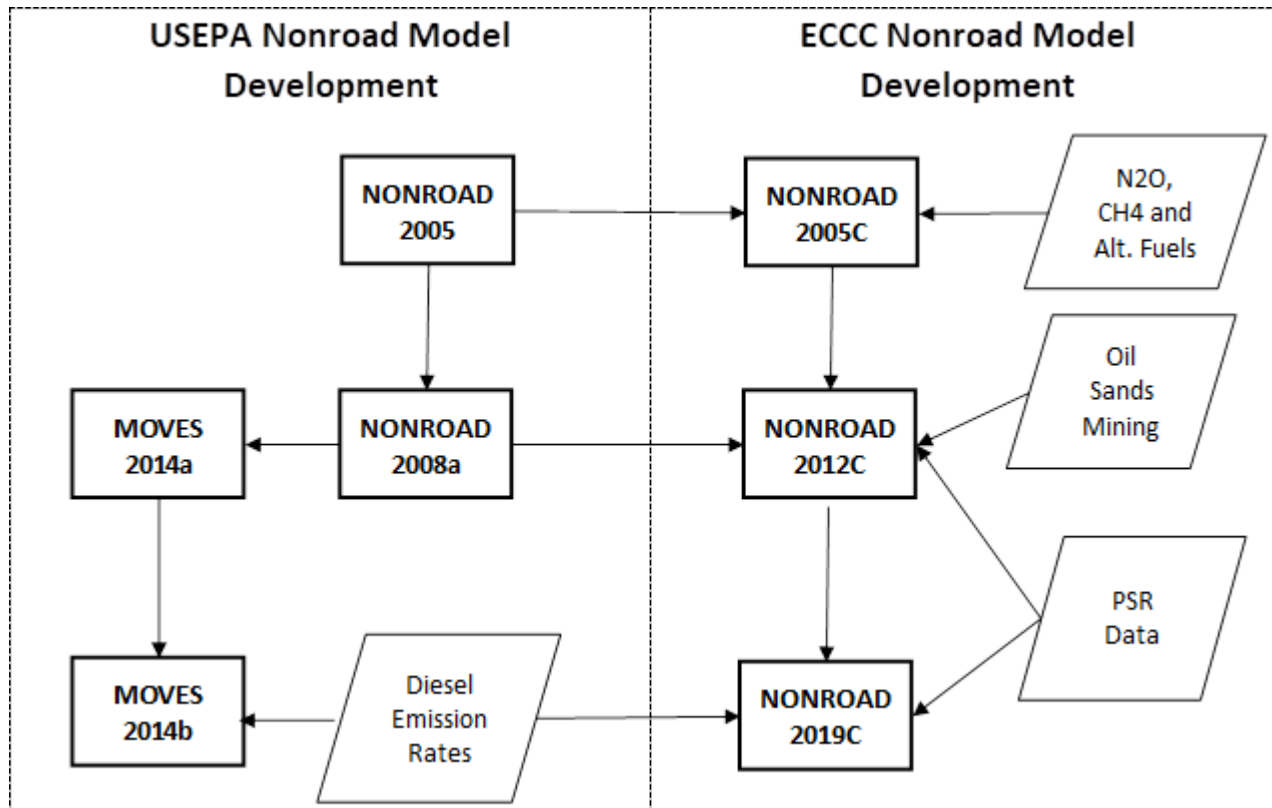 USEPA Nonroad Model
Development
ECCC Nonroad Model
Development
NONROAD
2005
NONROAD
2005C
N2O,
CH4 and
Alt. Fuels
MOVES
2014a
NONROAD
2008a
NONROAD
2012C
Oil
Sands
Mining
PSR
Data
MOVES
2014b
Diesel
Emission
Rates
NONROAD
2019C